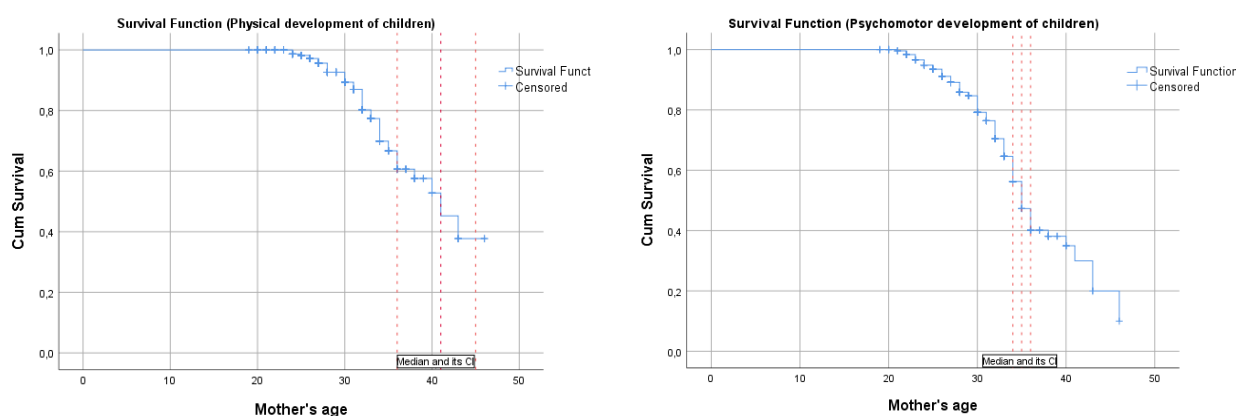 Survival Function (Physical development of children)
1,0
0,8
0,6
0,4
0,2
0,0
Cum Survival
Survival Funct
Censored
Median and its CI
0
10
20
30
40
50
Mother's age
Survival Function (Psychomotor development of children)
1,0
0,8
0,6
0,4
0,2
0,0
Cum Survival
Survival Function
Censored
Median and its CI
0
10
20
30
40
50
Mother's age